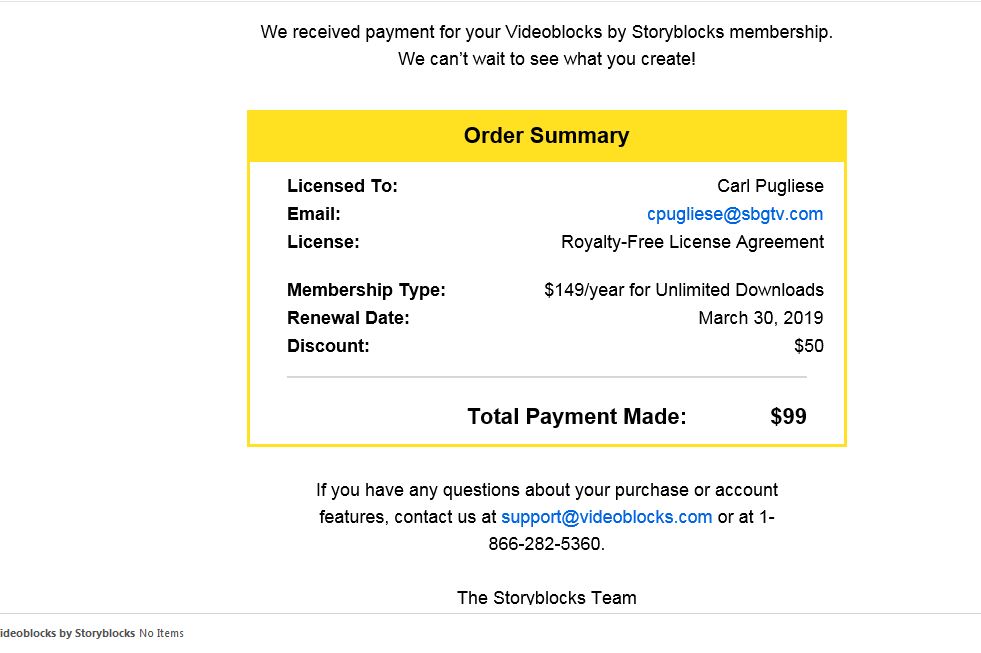 We received payment for your Videoblocks by Storyblocks membership.
We can't wait to see what you create!
Order Summary
Licensed To: Carl Pugliese
Email: cpugliese@sbgtv.com
License: Royalty-Free License Agreement
Membership Type: $149/year for Unlimited Downloads
Renewal Date: March 30, 2019
Discount: $50
Total Payment Made: $99
If you have any questions about your purchase or account
features, contact us at support@videoblocks.com or at 1-
866-282-5360.
The Storyblocks Team
ideoblocks by Storyblocks No Items